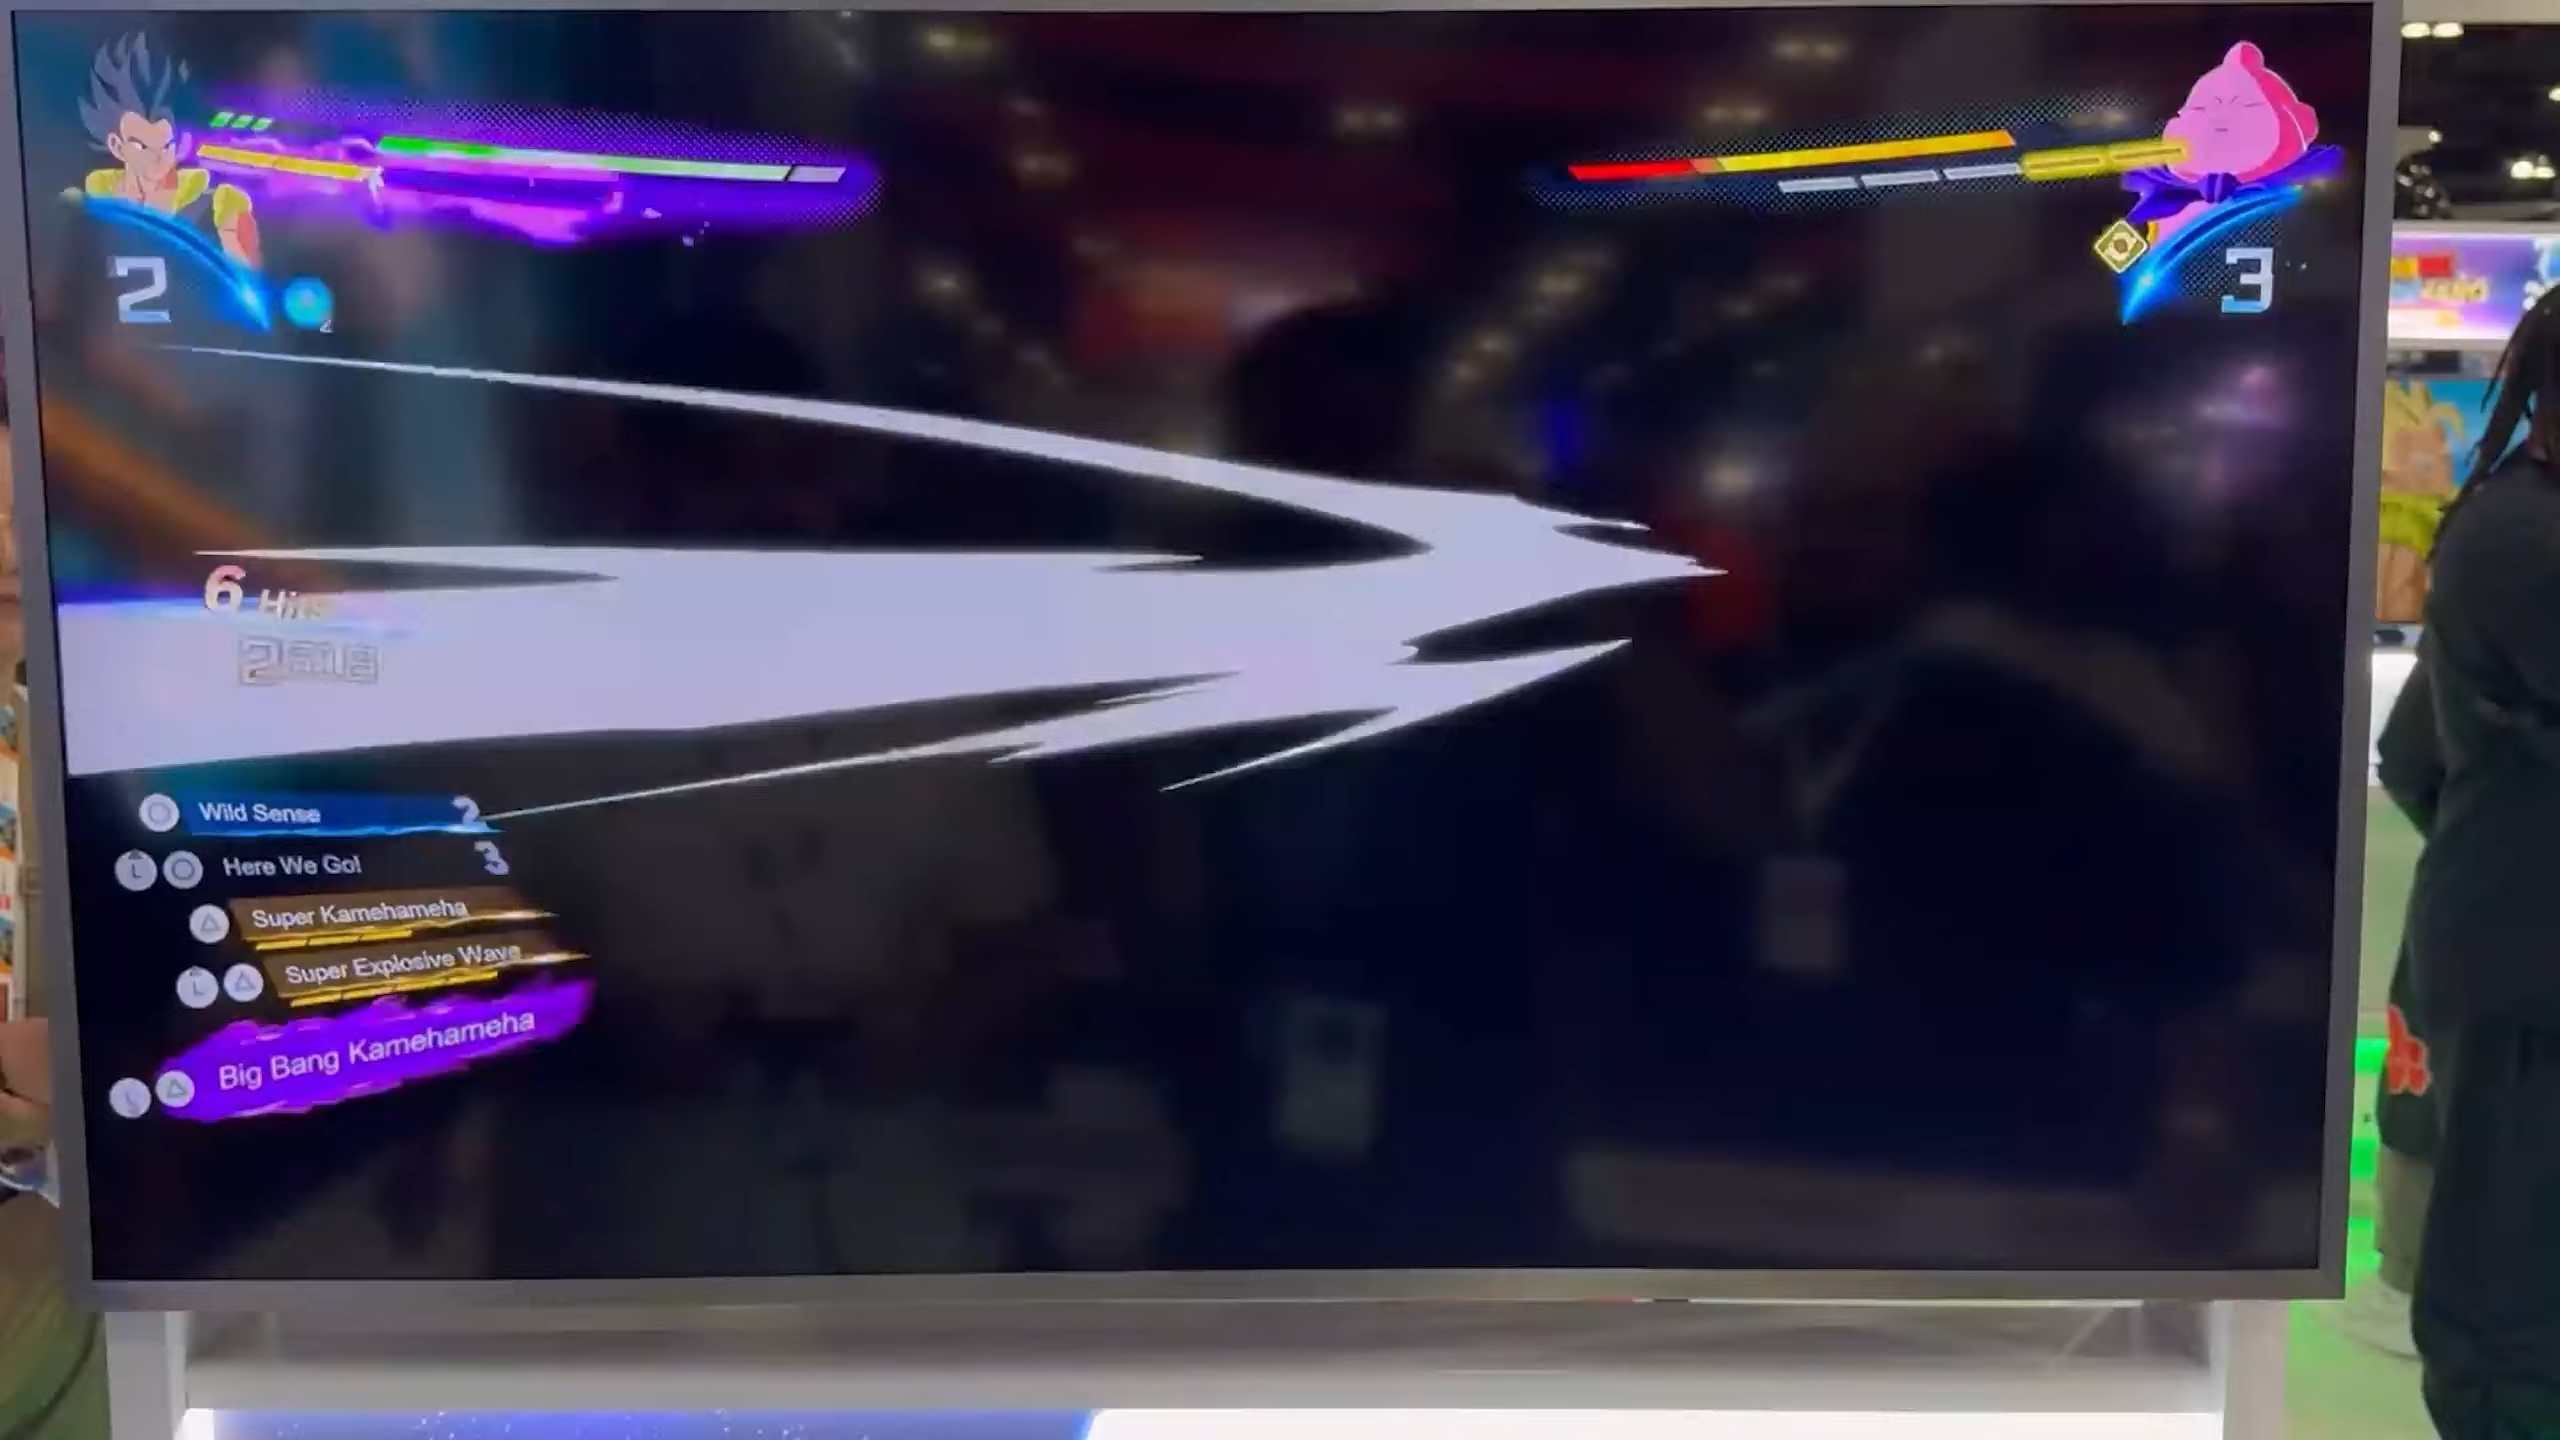 2
2
3
6 Hits
Wild Sense 2
L Here We Go! 3
Super Kamehameha
L Super Explosive Wave
L Big Bang Kamehameha